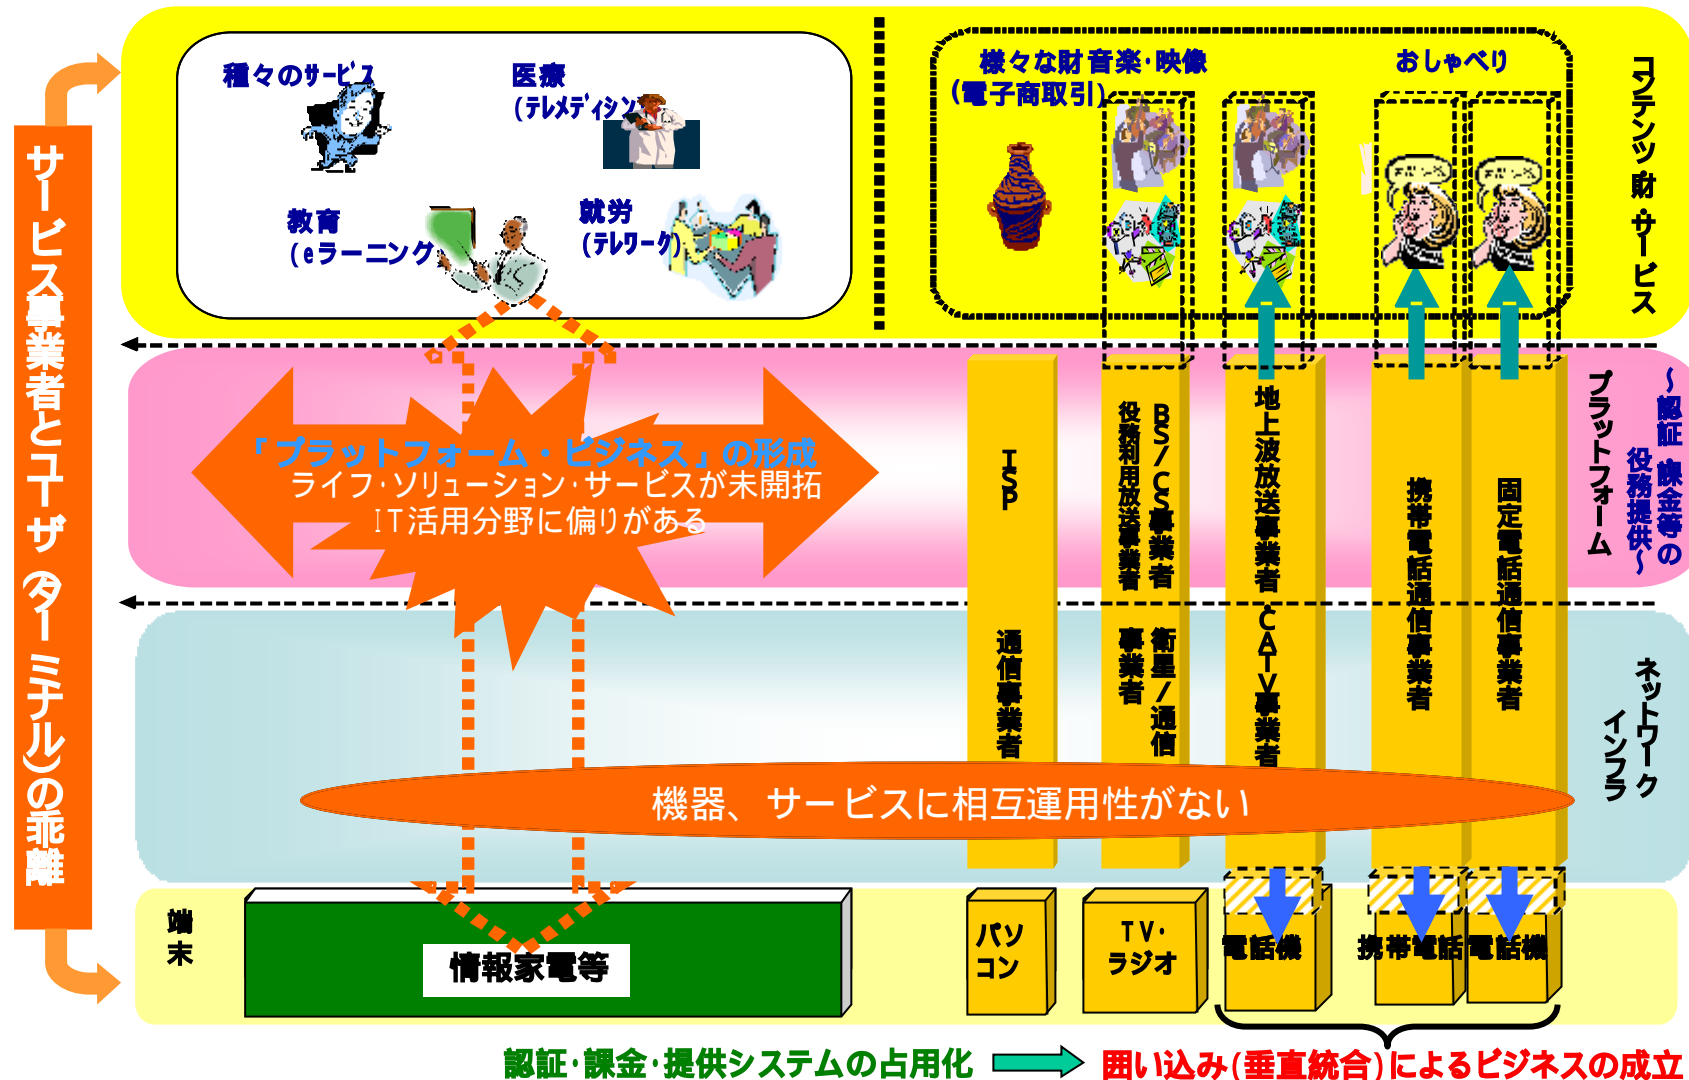 種々のサービス
医療
(テレメディシン)
教育
(eラーニング)
就労
(テレワーク)
様々な財
(電子商取引)
音楽・映像
おしゃべり
コンテンツ・財・サービス
サービス事業者とユーザ(ターミナル)の乖離
「プラットフォーム・ビジネス」の形成
ライフ・ソリューション・サービスが未開拓
IT活用分野に偏りがある
ISP
通信事業者
BS/CS事業者
役務利用放送事業者
衛星/通信
事業者
地上波放送事業者・CATV事業者
携帯電話通信事業者
固定電話通信事業者
プラットフォーム
～認証・課金等の
役務提供～
ネットワーク
インフラ
機器、サービスに相互運用性がない
端末
情報家電等
パソ
コン
TV・
ラジオ
電話機
携帯電話
電話機
認証・課金・提供システムの占用化
囲い込み(垂直統合)によるビジネスの成立